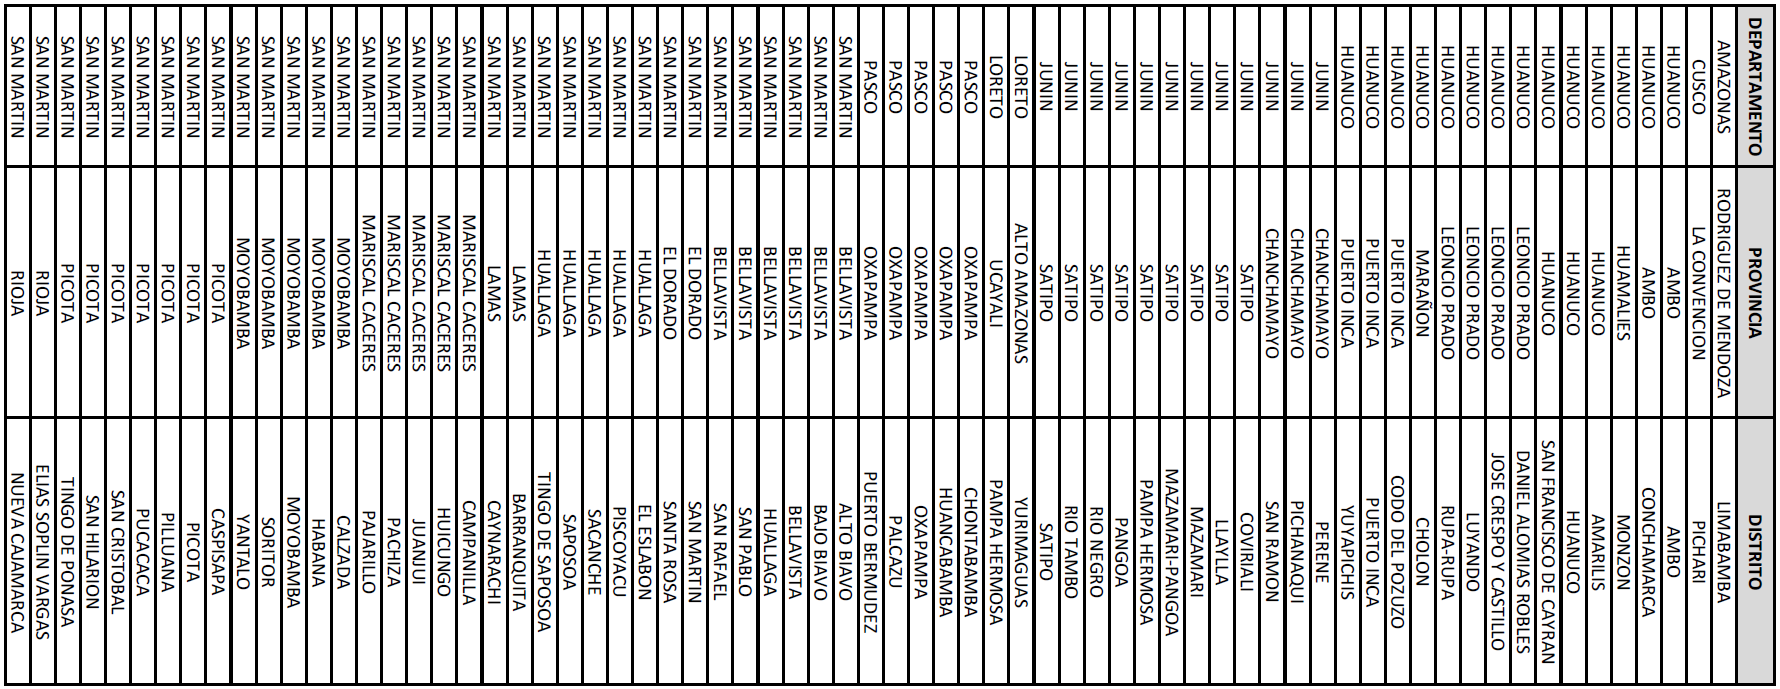 DEPARTAMENTO PROVINCIA DISTRITO
AMAZONAS RODRIGUEZ DE MENDOZA LIMABAMBA
CUSCO LA CONVENCION PICHARI
HUANUCO AMBO AMBO
HUANUCO AMBO CONCHAMARCA
HUANUCO HUAMALIES MONZON
HUANUCO HUANUCO AMARILIS
HUANUCO HUANUCO HUANUCO
HUANUCO HUANUCO SAN FRANCISCO DE CAYRAN
HUANUCO LEONCIO PRADO DANIEL ALOMIAS ROBLES
HUANUCO LEONCIO PRADO JOSE CRESPO Y CASTILLO
HUANUCO LEONCIO PRADO LUYANDO
HUANUCO LEONCIO PRADO RUPA-RUPA
HUANUCO MARAÑON CHOLON
HUANUCO PUERTO INCA CODO DEL POZUZO
HUANUCO PUERTO INCA PUERTO INCA
HUANUCO PUERTO INCA YUYAPICHIS
JUNIN CHANCHAMAYO PERENE
JUNIN CHANCHAMAYO PICHANAQUI
JUNIN CHANCHAMAYO SAN RAMON
JUNIN SATIPO COVIRIALI
JUNIN SATIPO LLAYLLA
JUNIN SATIPO MAZAMARI
JUNIN SATIPO MAZAMARI-PANGOA
JUNIN SATIPO PAMPA HERMOSA
JUNIN SATIPO PANGOA
JUNIN SATIPO RIO NEGRO
JUNIN SATIPO RIO TAMBO
JUNIN SATIPO SATIPO
LORETO ALTO AMAZONAS YURIMAGUAS
LORETO UCAYALI PAMPA HERMOSA
PASCO OXAPAMPA CHONTABAMBA
PASCO OXAPAMPA HUANCABAMBA
PASCO OXAPAMPA OXAPAMPA
PASCO OXAPAMPA PALCAZU
PASCO OXAPAMPA PUERTO BERMUDEZ
SAN MARTIN BELLAVISTA ALTO BIAVO
SAN MARTIN BELLAVISTA BAJO BIAVO
SAN MARTIN BELLAVISTA BELLAVISTA
SAN MARTIN BELLAVISTA HUALLAGA
SAN MARTIN BELLAVISTA SAN PABLO
SAN MARTIN BELLAVISTA SAN RAFAEL
SAN MARTIN EL DORADO SAN MARTIN
SAN MARTIN EL DORADO SANTA ROSA
SAN MARTIN HUALLAGA EL ESLABON
SAN MARTIN HUALLAGA PISCOYACU
SAN MARTIN HUALLAGA SACANCHE
SAN MARTIN HUALLAGA SAPOSOA
SAN MARTIN HUALLAGA TINGO DE SAPOSOA
SAN MARTIN LAMAS BARRANQUITA
SAN MARTIN LAMAS CAYNARACHI
SAN MARTIN MARISCAL CACERES CAMPANILLA
SAN MARTIN MARISCAL CACERES HUICUNGO
SAN MARTIN MARISCAL CACERES JUANJUI
SAN MARTIN MARISCAL CACERES PACHIZA
SAN MARTIN MARISCAL CACERES PAJARILLO
SAN MARTIN MOYOBAMBA CALZADA
SAN MARTIN MOYOBAMBA HABANA
SAN MARTIN MOYOBAMBA MOYOBAMBA
SAN MARTIN MOYOBAMBA SORITOR
SAN MARTIN MOYOBAMBA YANTALO
SAN MARTIN PICOTA CASPISAPA
SAN MARTIN PICOTA PICOTA
SAN MARTIN PICOTA PILLUANA
SAN MARTIN PICOTA PUCACACA
SAN MARTIN PICOTA SAN CRISTOBAL
SAN MARTIN PICOTA SAN HILARION
SAN MARTIN PICOTA TINGO DE PONASA
SAN MARTIN RIOJA ELIAS SOPLIN VARGAS
SAN MARTIN RIOJA NUEVA CAJAMARCA